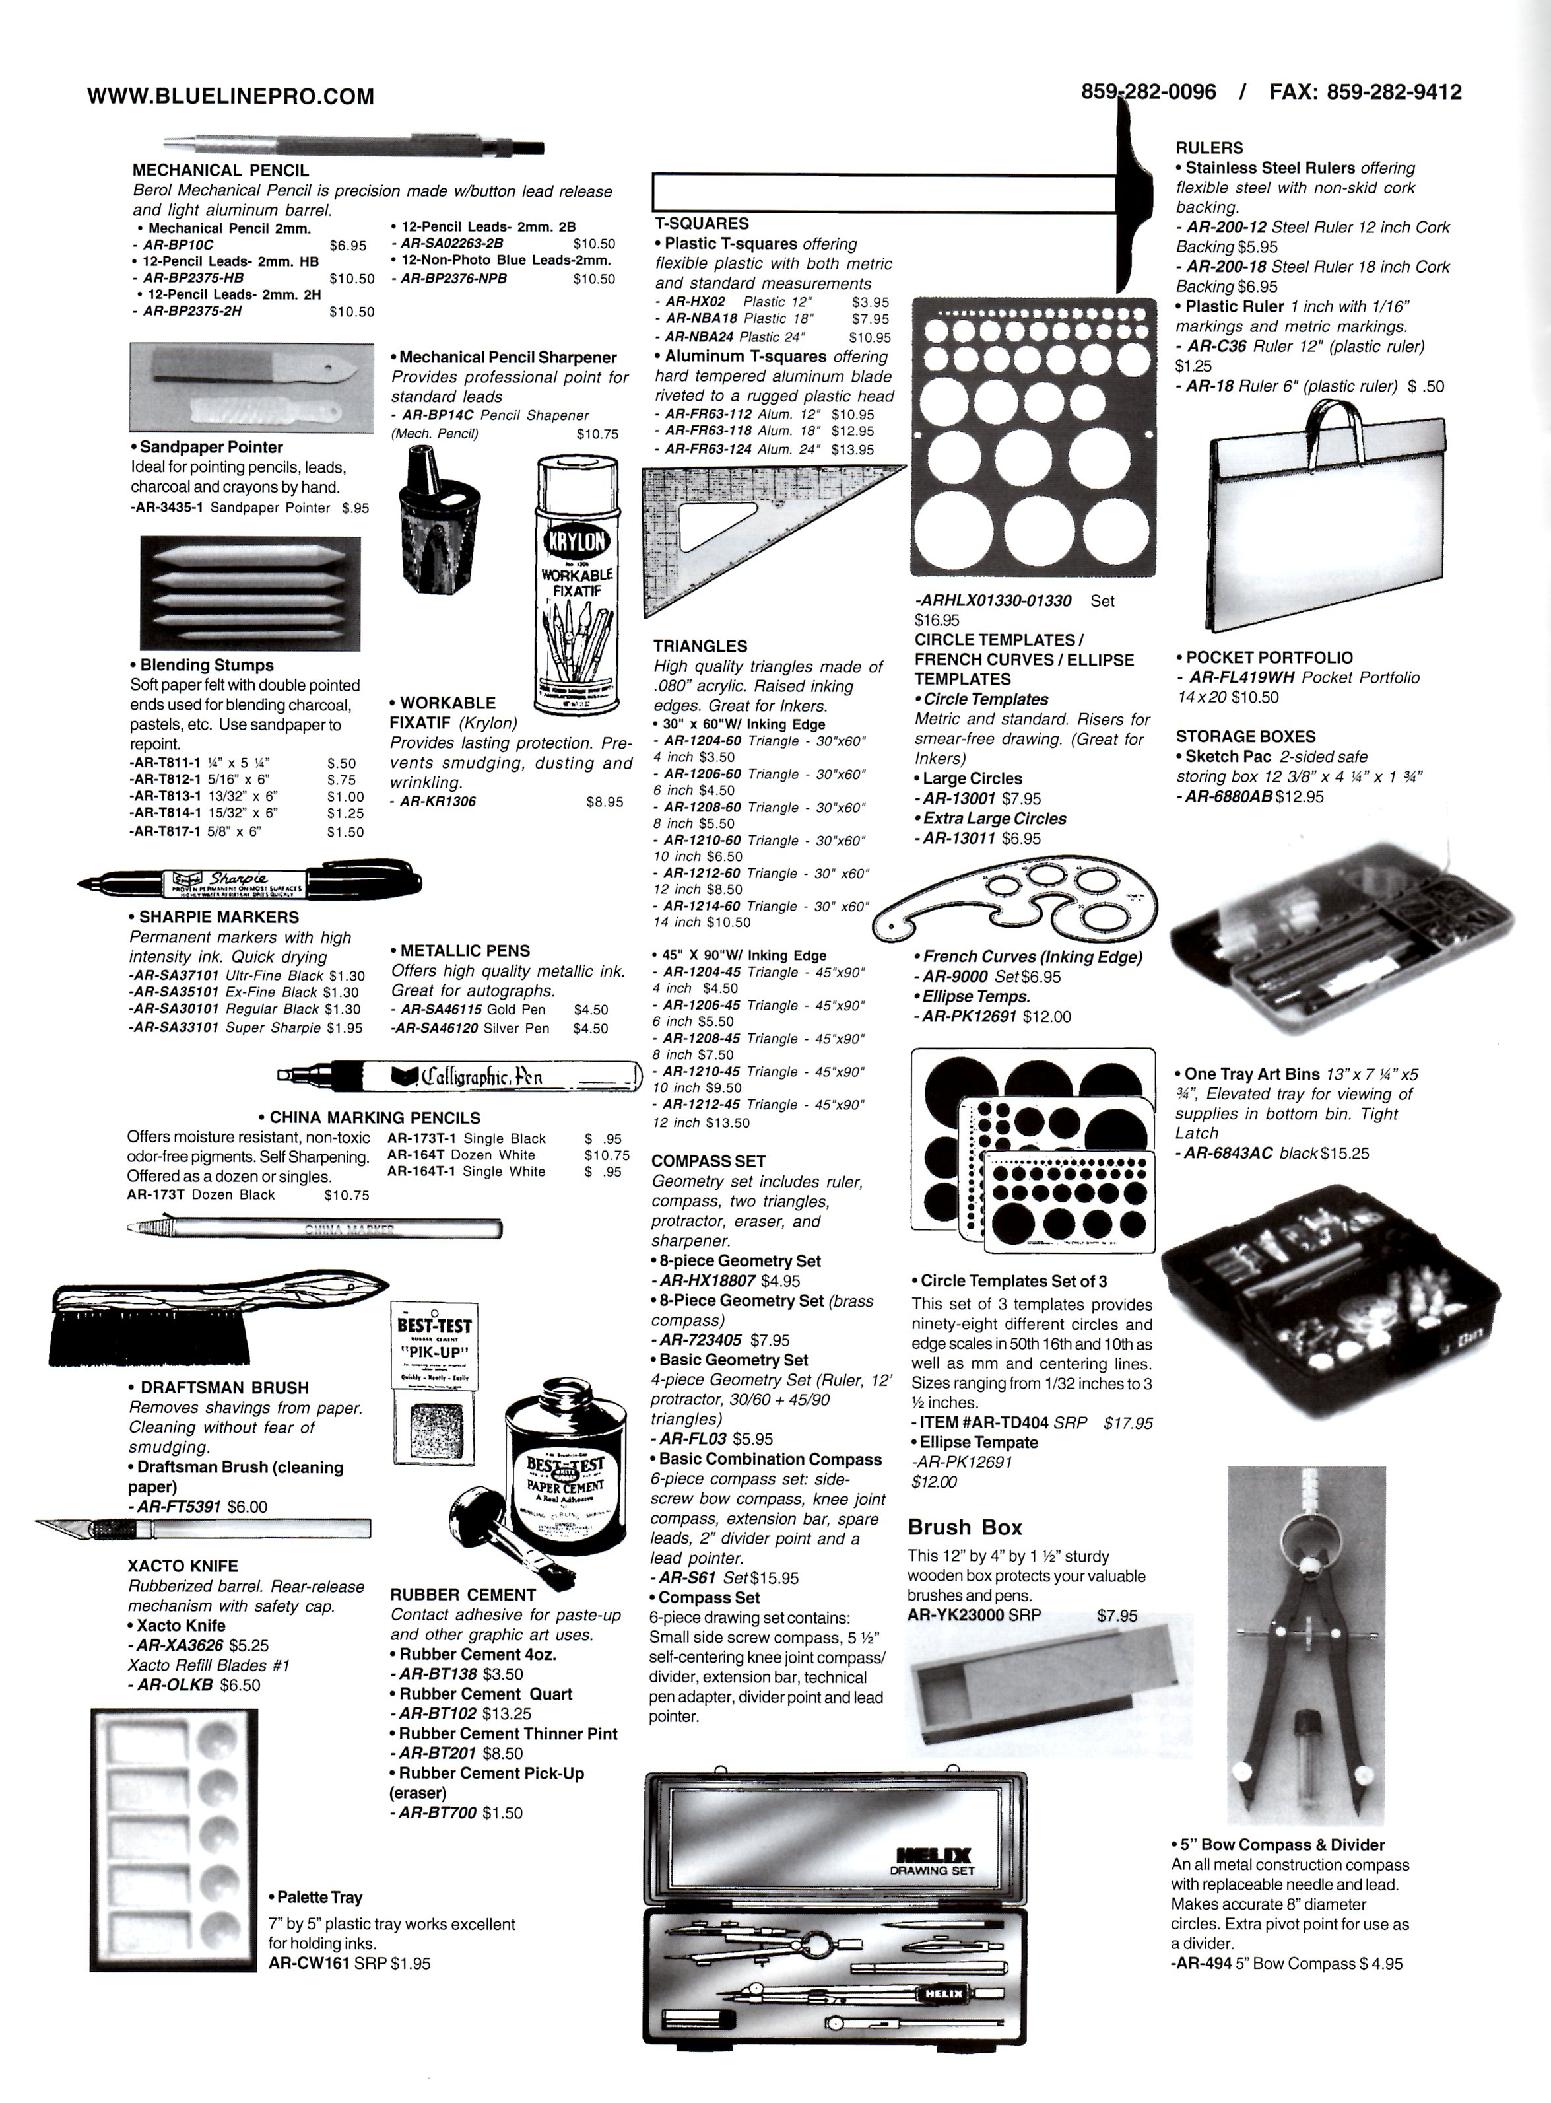 WWW.BLUELINEPRO.COM
859-282-0096 / FAX: 859-282-9412
MECHANICAL PENCIL
Berol Mechanical Pencil is precision made w/button lead release
and light aluminum barrel.
• Mechanical Pencil 2mm.
- AR-BP10C $6.95
• 12-Pencil Leads- 2mm. HB
- AR-BP2375-HB $10.50
• 12-Pencil Leads- 2mm. 2H
- AR-BP2375-2H $10.50
• 12-Pencil Leads- 2mm. 2B
- AR-SA02263-2B $10.50
• 12-Non-Photo Blue Leads-2mm.
- AR-BP2376-NPB $10.50
• Sandpaper Pointer
Ideal for pointing pencils, leads,
charcoal and crayons by hand.
-AR-3435-1 Sandpaper Pointer $.95
• Mechanical Pencil Sharpener
Provides professional point for
standard leads
- AR-BP14C Pencil Shapener
(Mech. Pencil) $10.75
KRYLON
No. 1306
WORKABLE
FIXATIF
• Blending Stumps
Soft paper felt with double pointed
ends used for blending charcoal,
pastels, etc. Use sandpaper to
repoint.
-AR-T811-1 ¼" x 5 ¼" $.50
-AR-T812-1 5/16" x 6" $.75
-AR-T813-1 13/32" x 6" $1.00
-AR-T814-1 15/32" x 6" $1.25
-AR-T817-1 5/8" x 6" $1.50
• WORKABLE
FIXATIF (Krylon)
Provides lasting protection. Pre-
vents smudging, dusting and
wrinkling.
- AR-KR1306 $8.95
Sharpie
PROVEN PERMANENT ON MOST SURFACES
• SHARPIE MARKERS
Permanent markers with high
intensity ink. Quick drying
-AR-SA37101 Ultr-Fine Black $1.30
-AR-SA35101 Ex-Fine Black $1.30
-AR-SA30101 Regular Black $1.30
-AR-SA33101 Super Sharpie $1.95
• METALLIC PENS
Offers high quality metallic ink.
Great for autographs.
- AR-SA46115 Gold Pen $4.50
-AR-SA46120 Silver Pen $4.50
Calligraphic Pen
• CHINA MARKING PENCILS
Offers moisture resistant, non-toxic
odor-free pigments. Self Sharpening.
Offered as a dozen or singles.
AR-173T Dozen Black $10.75
AR-173T-1 Single Black $ .95
AR-164T Dozen White $10.75
AR-164T-1 Single White $ .95
CHINA MARKER
• DRAFTSMAN BRUSH
Removes shavings from paper.
Cleaning without fear of
smudging.
• Draftsman Brush (cleaning
paper)
- AR-FT5391 $6.00
XACTO KNIFE
Rubberized barrel. Rear-release
mechanism with safety cap.
• Xacto Knife
- AR-XA3626 $5.25
Xacto Refill Blades #1
- AR-OLKB $6.50
BEST-TEST
RUBBER CEMENT
"PIK-UP"
Quickly - Neatly - Easily
BEST-TEST
PAPER CEMENT
A Real Adhesive
RUBBER CEMENT
Contact adhesive for paste-up
and other graphic art uses.
• Rubber Cement 4oz.
- AR-BT138 $3.50
• Rubber Cement Quart
- AR-BT102 $13.25
• Rubber Cement Thinner Pint
- AR-BT201 $8.50
• Rubber Cement Pick-Up
(eraser)
- AR-BT700 $1.50
• Palette Tray
7" by 5" plastic tray works excellent
for holding inks.
AR-CW161 SRP $1.95
T-SQUARES
• Plastic T-squares offering
flexible plastic with both metric
and standard measurements
- AR-HX02 Plastic 12" $3.95
- AR-NBA18 Plastic 18" $7.95
- AR-NBA24 Plastic 24" $10.95
• Aluminum T-squares offering
hard tempered aluminum blade
riveted to a rugged plastic head
- AR-FR63-112 Alum. 12" $10.95
- AR-FR63-118 Alum. 18" $12.95
- AR-FR63-124 Alum. 24" $13.95
TRIANGLES
High quality triangles made of
.080" acrylic. Raised inking
edges. Great for Inkers.
• 30" x 60"W/ Inking Edge
- AR-1204-60 Triangle - 30"x60"
4 inch $3.50
- AR-1206-60 Triangle - 30"x60"
6 inch $4.50
- AR-1208-60 Triangle - 30"x60"
8 inch $5.50
- AR-1210-60 Triangle - 30"x60"
10 inch $6.50
- AR-1212-60 Triangle - 30" x60"
12 inch $8.50
- AR-1214-60 Triangle - 30" x60"
14 inch $10.50
• 45" X 90"W/ Inking Edge
- AR-1204-45 Triangle - 45"x90"
4 inch $4.50
- AR-1206-45 Triangle - 45"x90"
6 inch $5.50
- AR-1208-45 Triangle - 45"x90"
8 inch $7.50
- AR-1210-45 Triangle - 45"x90"
10 inch $9.50
- AR-1212-45 Triangle - 45"x90"
12 inch $13.50
COMPASS SET
Geometry set includes ruler,
compass, two triangles,
protractor, eraser, and
sharpener.
• 8-piece Geometry Set
- AR-HX18807 $4.95
• 8-Piece Geometry Set (brass
compass)
- AR-723405 $7.95
• Basic Geometry Set
4-piece Geometry Set (Ruler, 12'
protractor, 30/60 + 45/90
triangles)
- AR-FL03 $5.95
• Basic Combination Compass
6-piece compass set: side-
screw bow compass, knee joint
compass, extension bar, spare
leads, 2" divider point and a
lead pointer.
- AR-S61 Set $15.95
• Compass Set
6-piece drawing set contains:
Small side screw compass, 5 ½"
self-centering knee joint compass/
divider, extension bar, technical
pen adapter, divider point and lead
pointer.
HELIX
DRAWING SET
HELIX
-ARHLX01330-01330 Set
$16.95
CIRCLE TEMPLATES /
FRENCH CURVES / ELLIPSE
TEMPLATES
• Circle Templates
Metric and standard. Risers for
smear-free drawing. (Great for
Inkers)
• Large Circles
- AR-13001 $7.95
• Extra Large Circles
- AR-13011 $6.95
• French Curves (Inking Edge)
- AR-9000 Set $6.95
• Ellipse Temps.
- AR-PK12691 $12.00
• Circle Templates Set of 3
This set of 3 templates provides
ninety-eight different circles and
edge scales in 50th 16th and 10th as
well as mm and centering lines.
Sizes ranging from 1/32 inches to 3
½ inches.
- ITEM #AR-TD404 SRP $17.95
• Ellipse Tempate
-AR-PK12691
$12.00
Brush Box
This 12" by 4" by 1 ½" sturdy
wooden box protects your valuable
brushes and pens.
AR-YK23000 SRP $7.95
RULERS
• Stainless Steel Rulers offering
flexible steel with non-skid cork
backing.
- AR-200-12 Steel Ruler 12 inch Cork
Backing $5.95
- AR-200-18 Steel Ruler 18 inch Cork
Backing $6.95
• Plastic Ruler 1 inch with 1/16"
markings and metric markings.
- AR-C36 Ruler 12" (plastic ruler)
$1.25
- AR-18 Ruler 6" (plastic ruler) $ .50
• POCKET PORTFOLIO
- AR-FL419WH Pocket Portfolio
14x20 $10.50
STORAGE BOXES
• Sketch Pac 2-sided safe
storing box 12 3/8" x 4 ¼" x 1 ¾"
- AR-6880AB $12.95
• One Tray Art Bins 13"x 7 ¼"x5
¾", Elevated tray for viewing of
supplies in bottom bin. Tight
Latch
- AR-6843AC black $15.25
• 5" Bow Compass & Divider
An all metal construction compass
with replaceable needle and lead.
Makes accurate 8" diameter
circles. Extra pivot point for use as
a divider.
-AR-494 5" Bow Compass $ 4.95